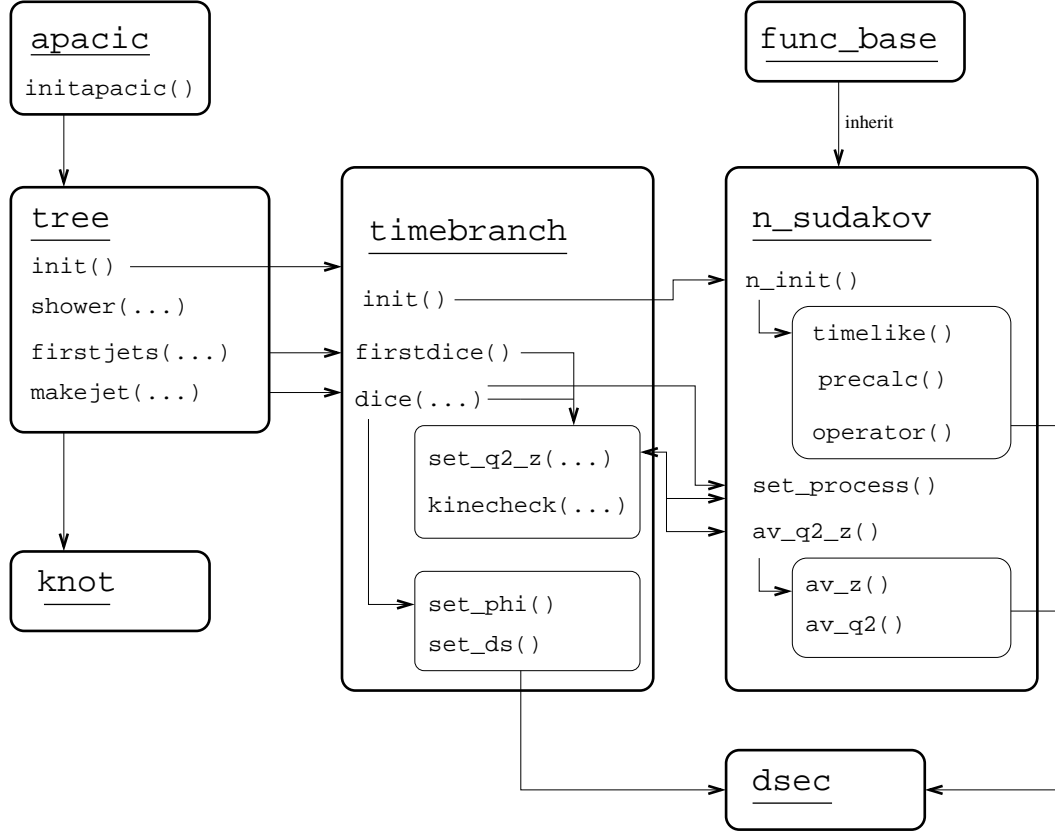 apacic
initapacic()
func_base
inherit
tree
init()
shower(...)
firstjets(...)
makejet(...)
knot
timebranch
init()
firstdice()
dice(...)
set_q2_z(...)
kinecheck(...)
set_phi()
set_ds()
n_sudakov
n_init()
timelike()
precalc()
operator()
set_process()
av_q2_z()
av_z()
av_q2()
dsec